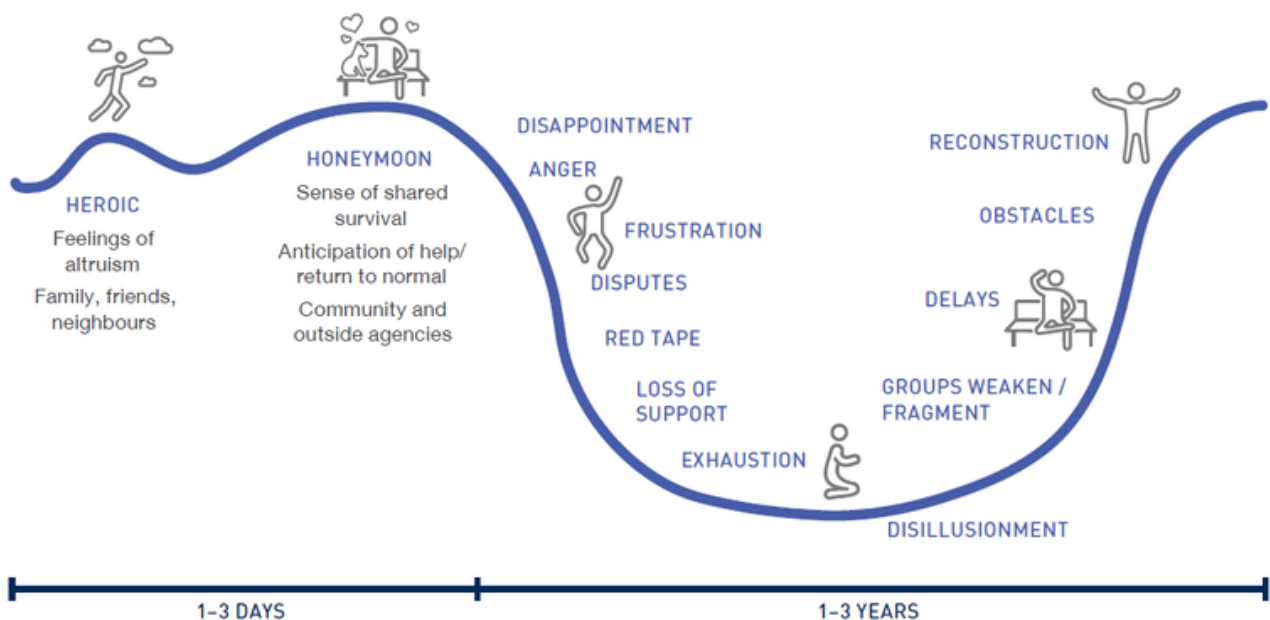 HEROIC
Feelings of
altruism
Family, friends,
neighbours
HONEYMOON
Sense of shared
survival
Anticipation of help/
return to normal
Community and
outside agencies
DISAPPOINTMENT
ANGER
FRUSTRATION
DISPUTES
RED TAPE
LOSS OF
SUPPORT
EXHAUSTION
DISILLUSIONMENT
GROUPS WEAKEN /
FRAGMENT
DELAYS
OBSTACLES
RECONSTRUCTION
1–3 DAYS
1–3 YEARS